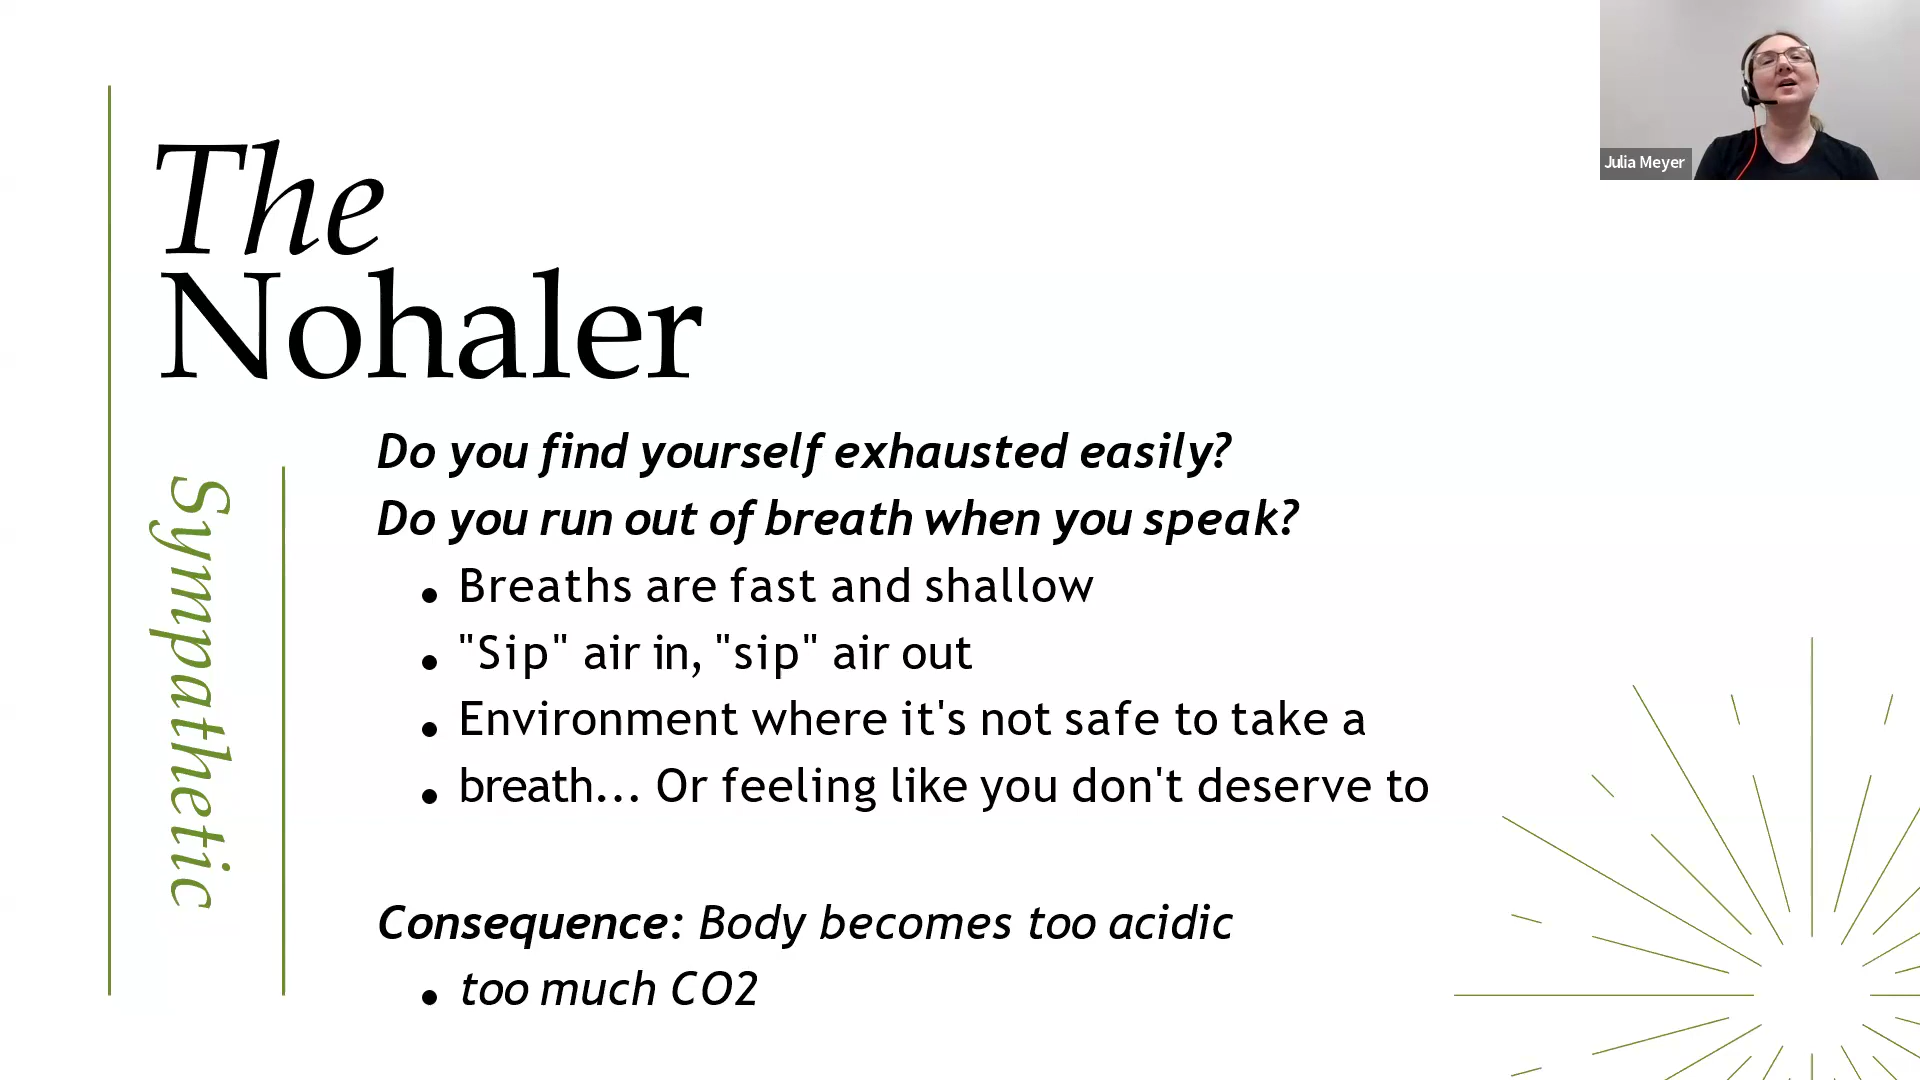 The
Nohaler
Sympathetic
Do you find yourself exhausted easily?
Do you run out of breath when you speak?
• Breaths are fast and shallow
• "Sip" air in, "sip" air out
• Environment where it's not safe to take a
• breath... Or feeling like you don't deserve to
Consequence: Body becomes too acidic
• too much CO2
Julia Meyer